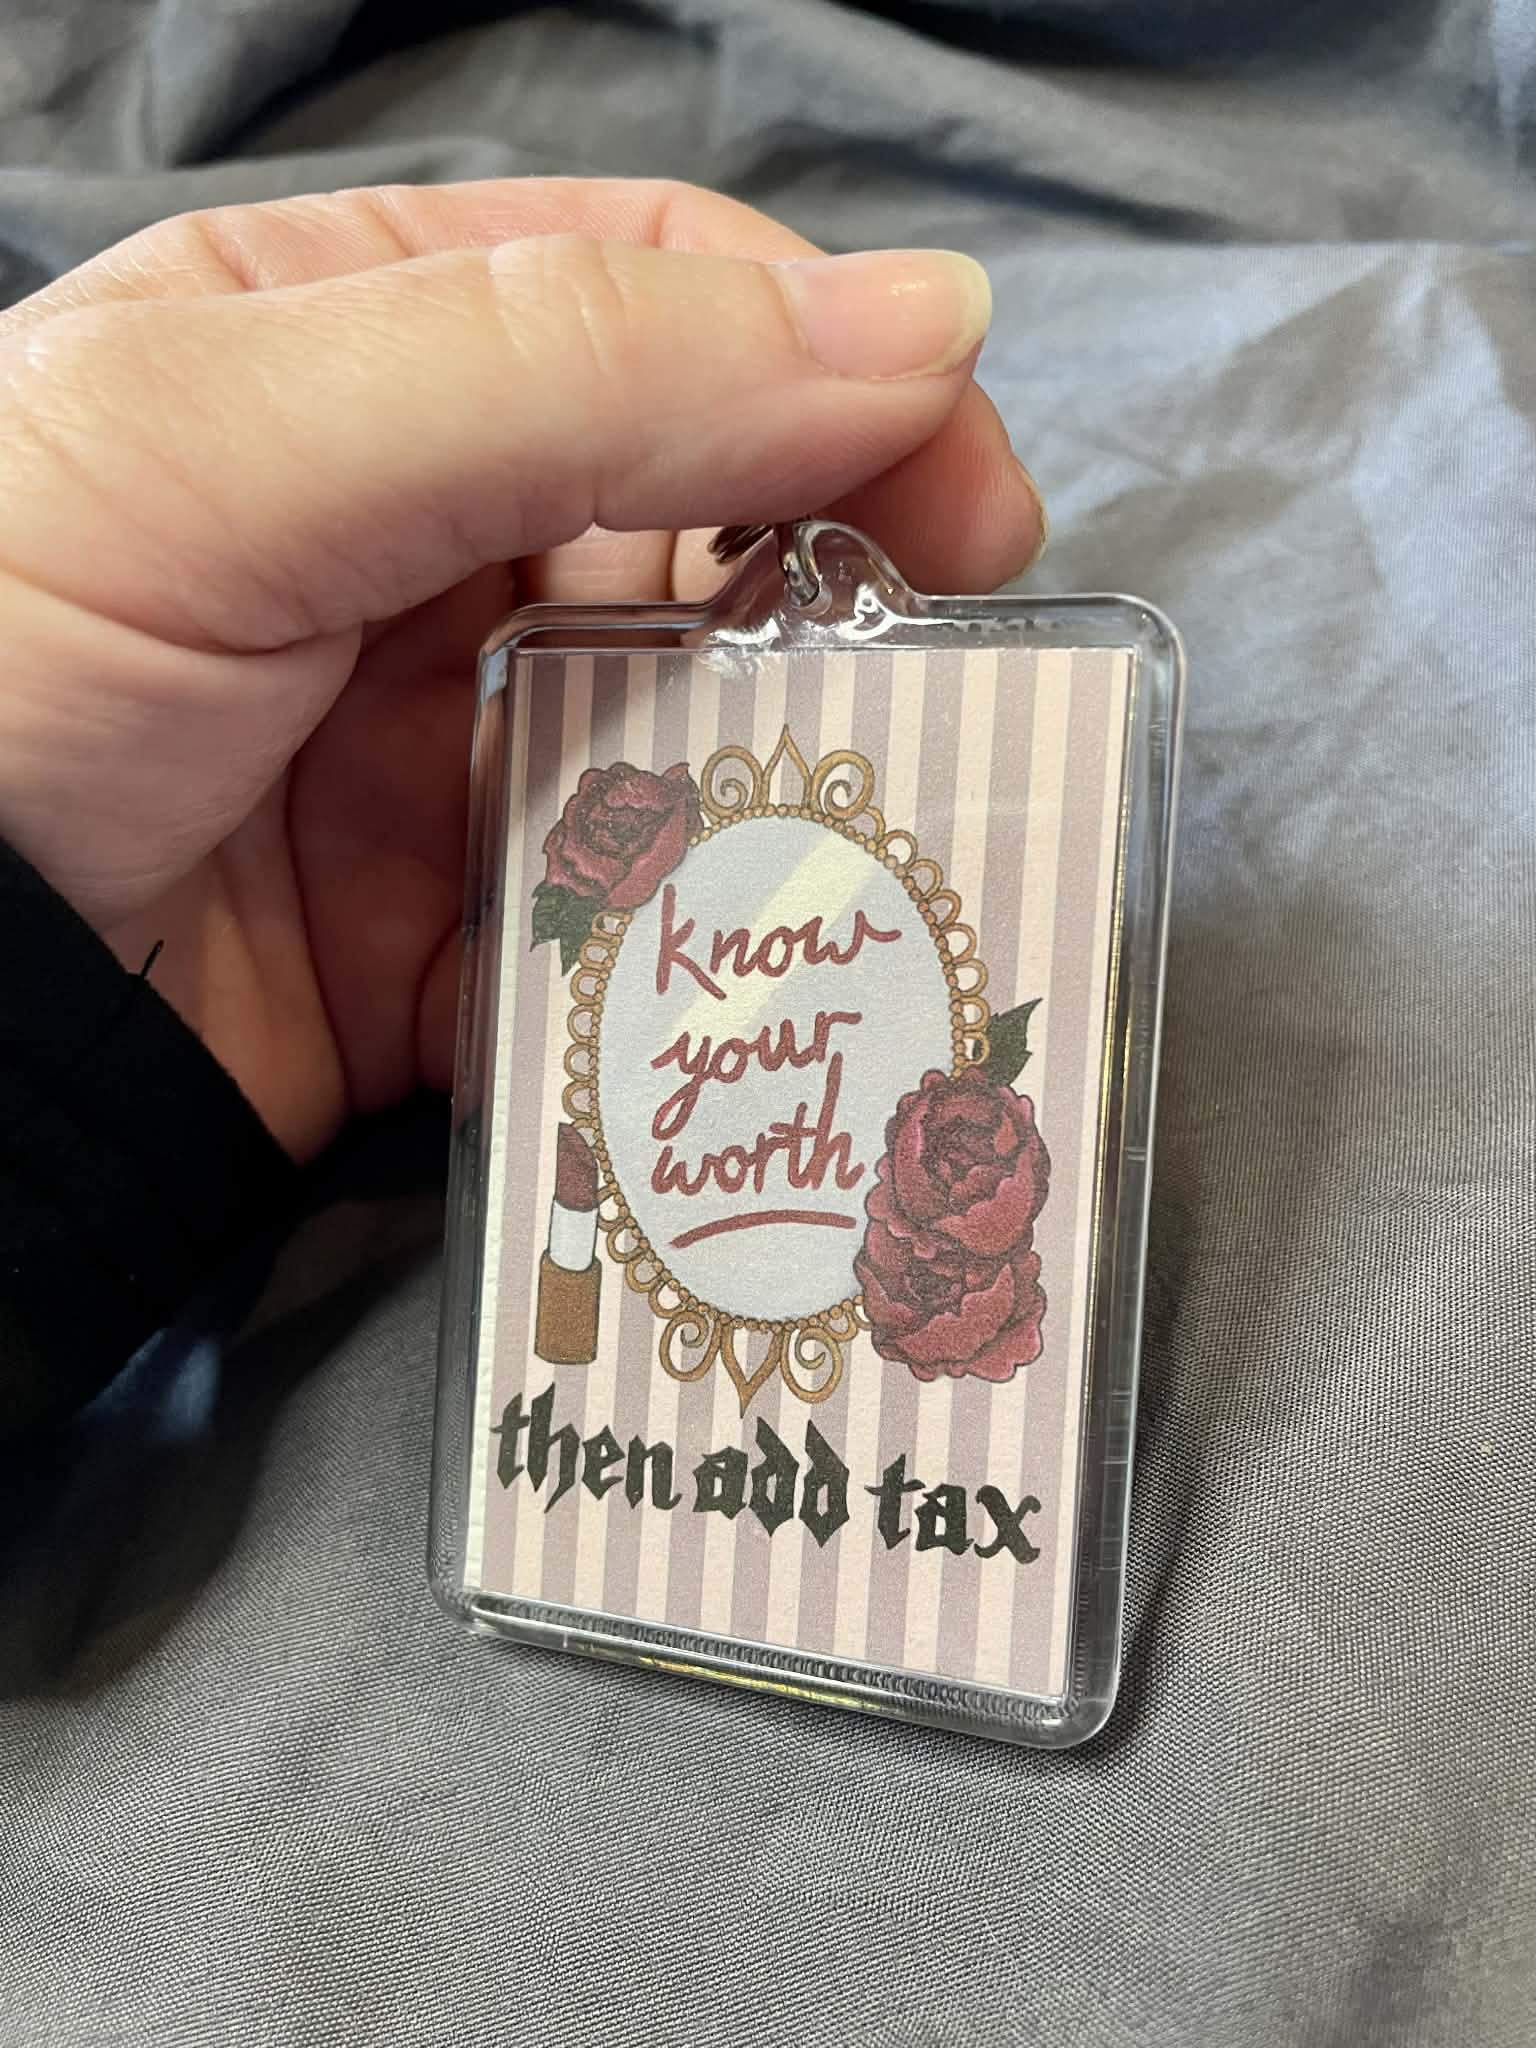 know
your
worth
then add tax